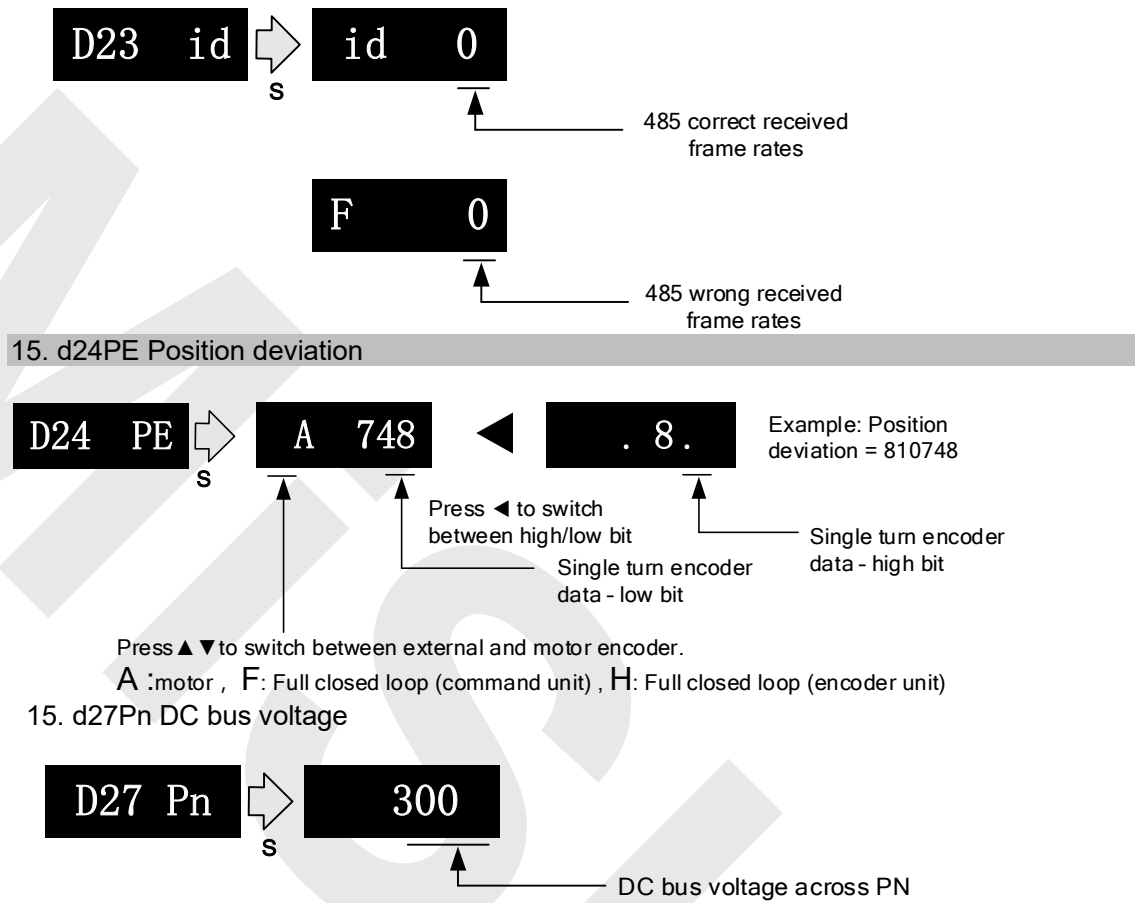 D23 id
id 0
S
485 correct received
frame rates
F 0
485 wrong received
frame rates
15. d24PE Position deviation
D24 PE
S
A 748
◀
. 8.
Example: Position
deviation = 810748
Press ◀ to switch
between high/low bit
Single turn encoder
data - low bit
Single turn encoder
data - high bit
Press▲▼to switch between external and motor encoder.
A :motor , F: Full closed loop (command unit) , H: Full closed loop (encoder unit)
15. d27Pn DC bus voltage
D27 Pn
S
300
DC bus voltage across PN